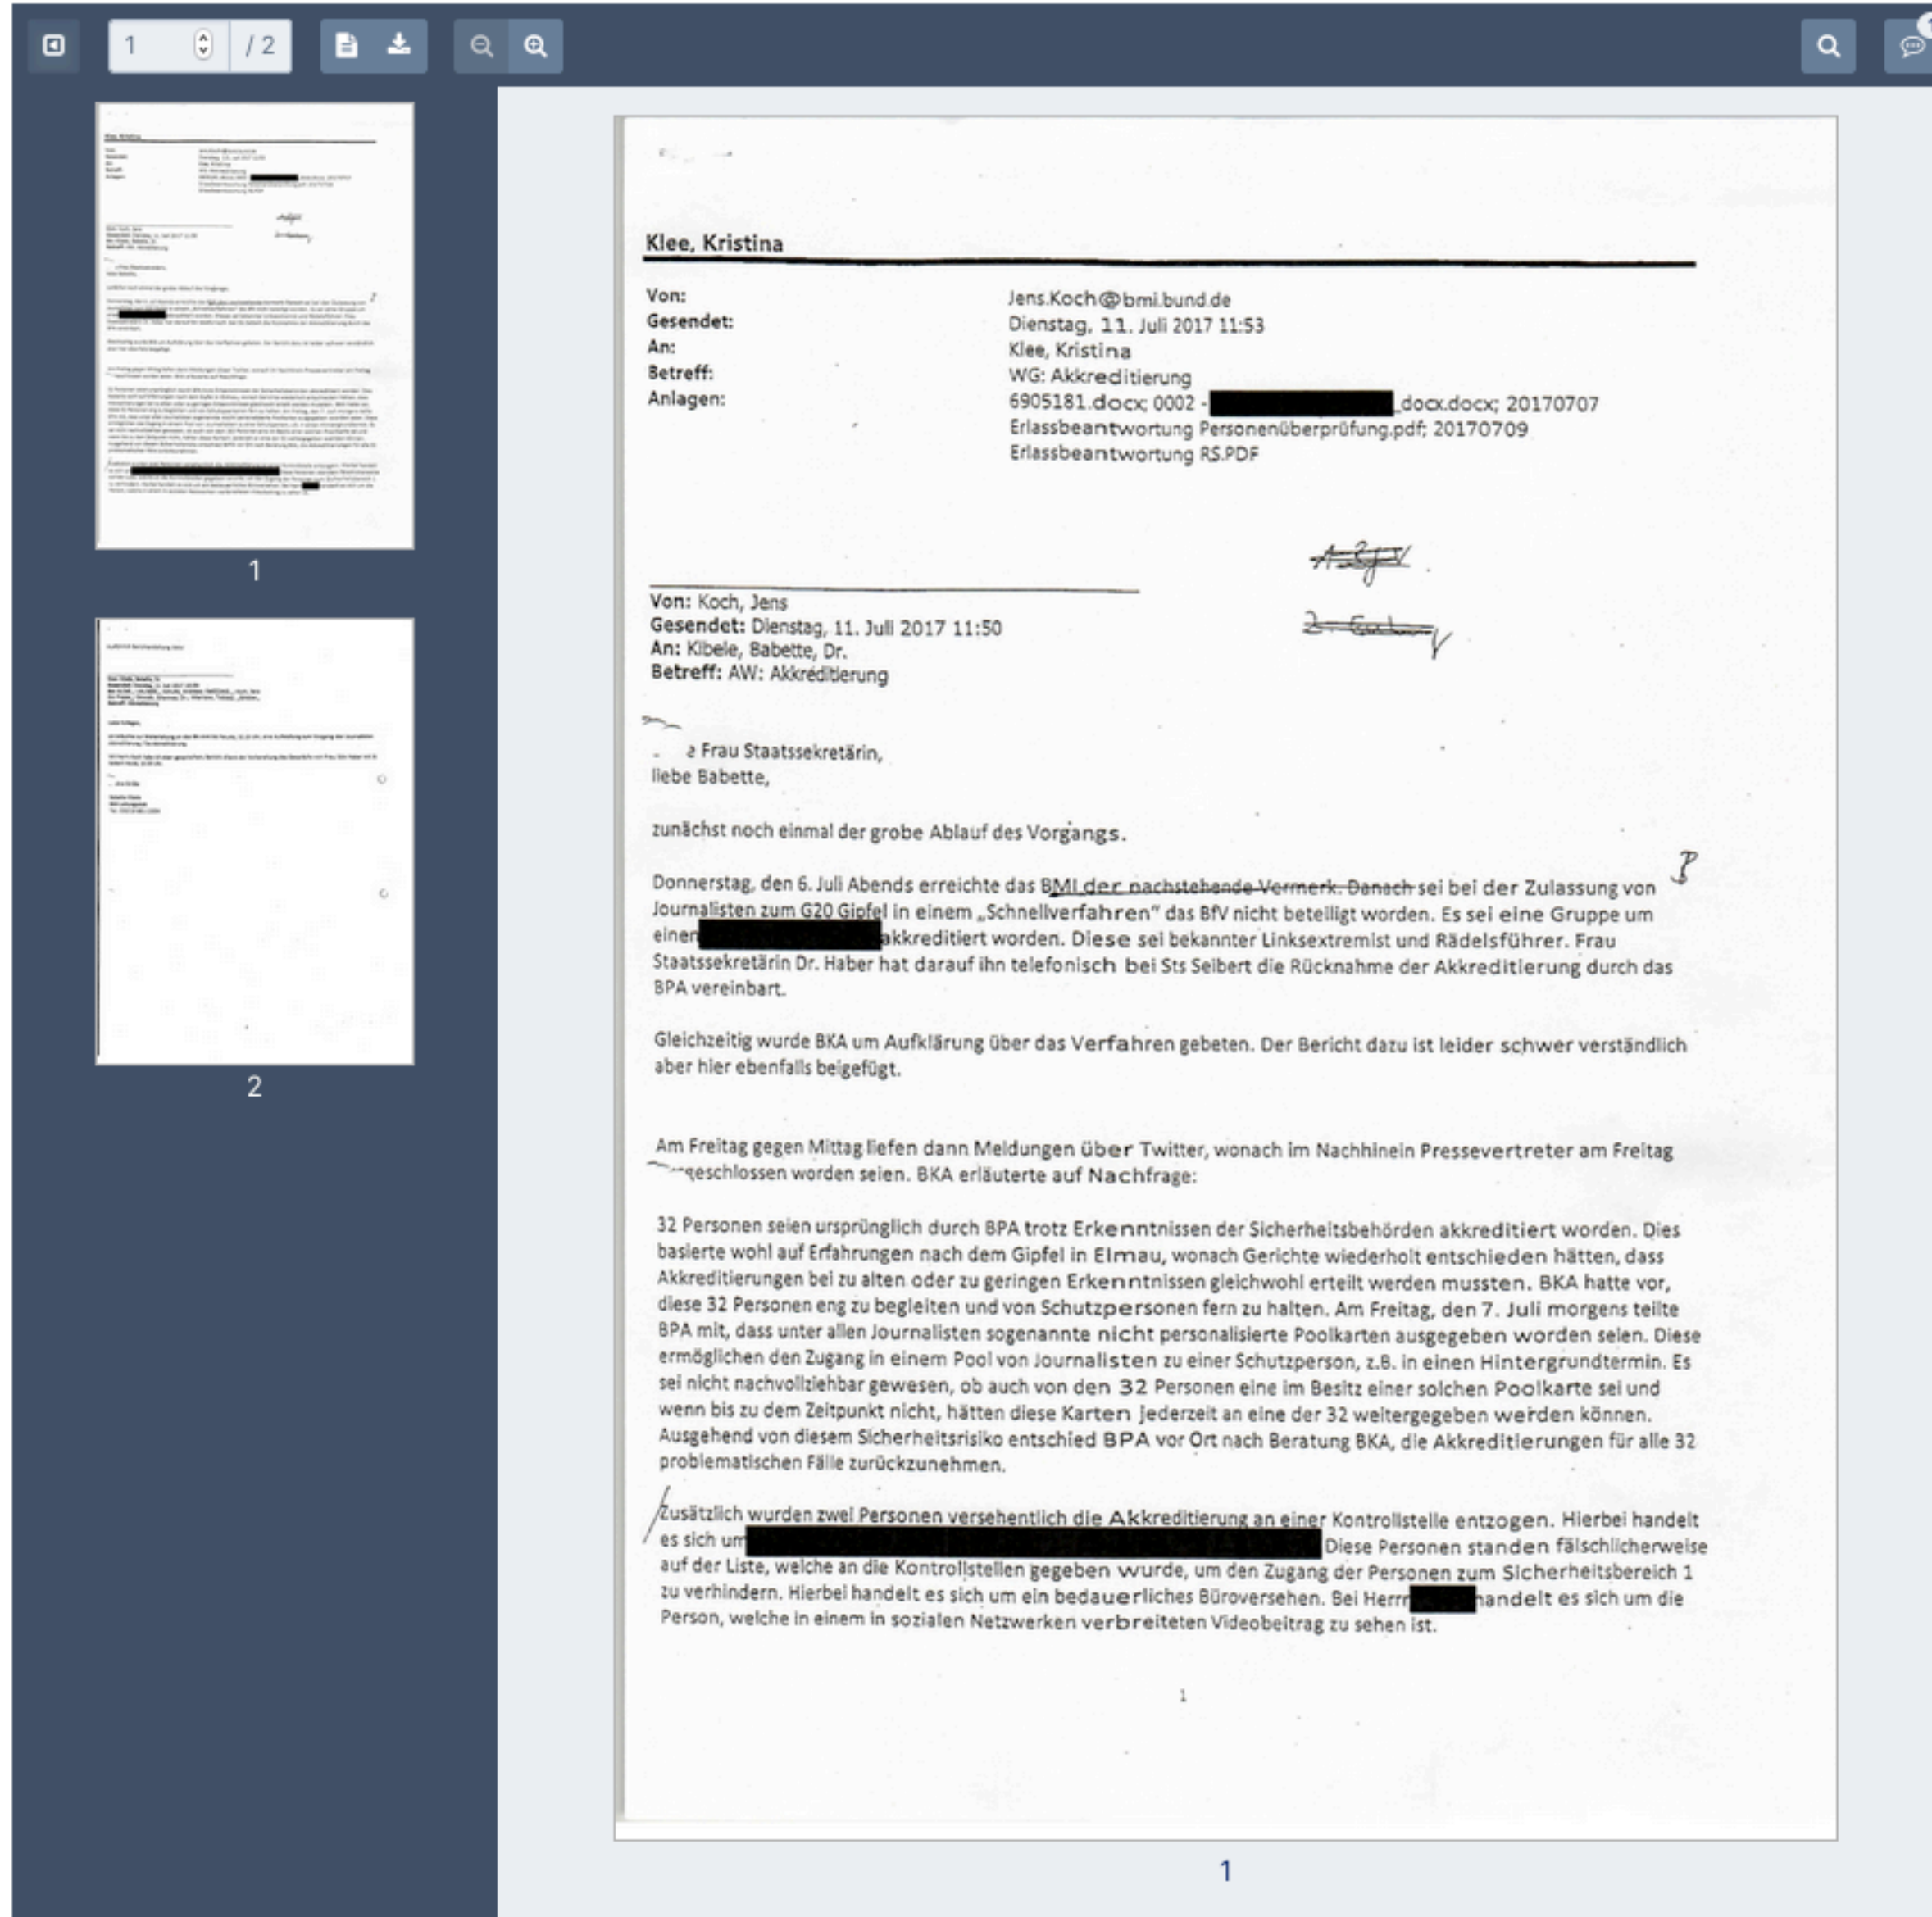 1 / 2
1
2
Klee, Kristina
Von: Jens.Koch@bmi.bund.de
Gesendet: Dienstag, 11. Juli 2017 11:53
An: Klee, Kristina
Betreff: WG: Akkreditierung
Anlagen: 6905181.docx; 0002 - _docx.docx; 20170707
Erlassbeantwortung Personenüberprüfung.pdf; 20170709
Erlassbeantwortung RS.PDF
Von: Koch, Jens
Gesendet: Dienstag, 11. Juli 2017 11:50
An: Kibele, Babette, Dr.
Betreff: AW: Akkreditierung
e Frau Staatssekretärin,
liebe Babette,
zunächst noch einmal der grobe Ablauf des Vorgangs.
Donnerstag, den 6. Juli Abends erreichte das BMI der nachstehende Vermerk. Danach sei bei der Zulassung von
Journalisten zum G20 Gipfel in einem „Schnellverfahren“ das BfV nicht beteiligt worden. Es sei eine Gruppe um
einen akkreditiert worden. Diese sei bekannter Linksextremist und Rädelsführer. Frau
Staatssekretärin Dr. Haber hat darauf ihn telefonisch bei Sts Seibert die Rücknahme der Akkreditierung durch das
BPA vereinbart.
Gleichzeitig wurde BKA um Aufklärung über das Verfahren gebeten. Der Bericht dazu ist leider schwer verständlich
aber hier ebenfalls beigefügt.
Am Freitag gegen Mittag liefen dann Meldungen über Twitter, wonach im Nachhinein Pressevertreter am Freitag
geschlossen worden seien. BKA erläuterte auf Nachfrage:
32 Personen seien ursprünglich durch BPA trotz Erkenntnissen der Sicherheitsbehörden akkreditiert worden. Dies
basierte wohl auf Erfahrungen nach dem Gipfel in Elmau, wonach Gerichte wiederholt entschieden hätten, dass
Akkreditierungen bei zu alten oder zu geringen Erkenntnissen gleichwohl erteilt werden mussten. BKA hatte vor,
diese 32 Personen eng zu begleiten und von Schutzpersonen fern zu halten. Am Freitag, den 7. Juli morgens teilte
BPA mit, dass unter allen Journalisten sogenannte nicht personalisierte Poolkarten ausgegeben worden seien. Diese
ermöglichen den Zugang in einem Pool von Journalisten zu einer Schutzperson, z.B. in einen Hintergrundtermin. Es
sei nicht nachvollziehbar gewesen, ob auch von den 32 Personen eine im Besitz einer solchen Poolkarte sei und
wenn bis zu dem Zeitpunkt nicht, hätten diese Karten jederzeit an eine der 32 weitergegeben werden können.
Ausgehend von diesem Sicherheitsrisiko entschied BPA vor Ort nach Beratung BKA, die Akkreditierungen für alle 32
problematischen Fälle zurückzunehmen.
Zusätzlich wurden zwei Personen versehentlich die Akkreditierung an einer Kontrollstelle entzogen. Hierbei handelt
es sich um Diese Personen standen fälschlicherweise
auf der Liste, welche an die Kontrollstellen gegeben wurde, um den Zugang der Personen zum Sicherheitsbereich 1
zu verhindern. Hierbei handelt es sich um ein bedauerliches Büroversehen. Bei Herrn handelt es sich um die
Person, welche in einem in sozialen Netzwerken verbreiteten Videobeitrag zu sehen ist.
1
1